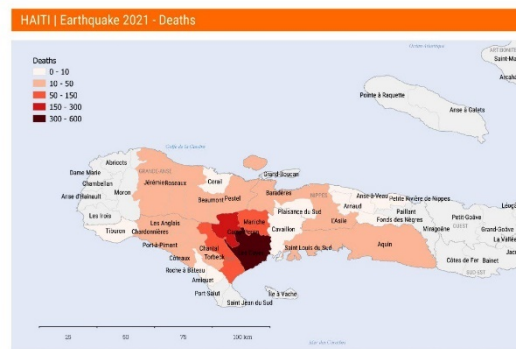 HAITI | Earthquake 2021 - Deaths
Deaths
0 - 10
10 - 50
50 - 150
150 - 300
300 - 600
Pointe à Raquette
Anse à Galets
Abricots
Dame Marie
Chambellan
Anse d'Hainault
Moron
Les Irois
Tiburon
Jérémie
Roseaux
Corail
Grand Boucan
Beaumont
Pestel
Baradères
Anse-à-Veau
Petite Rivière de Nippes
Plaisance du Sud
Arnaud
Paillant
Petit-Goâve
Fonds des Nègres
Miragoâne
Grand-Goâve
Les Anglais
Chardonnières
Maniche
Cavaillon
L'Asile
Port-à-Piment
Chantal
Torbeck
Saint Louis du Sud
Aquin
Côteaux
Côtes de Fer
Bainet
Roche à Bateau
Arniquet
Port Salut
Île à Vache
Saint Jean du Sud
25
50
75
100 km